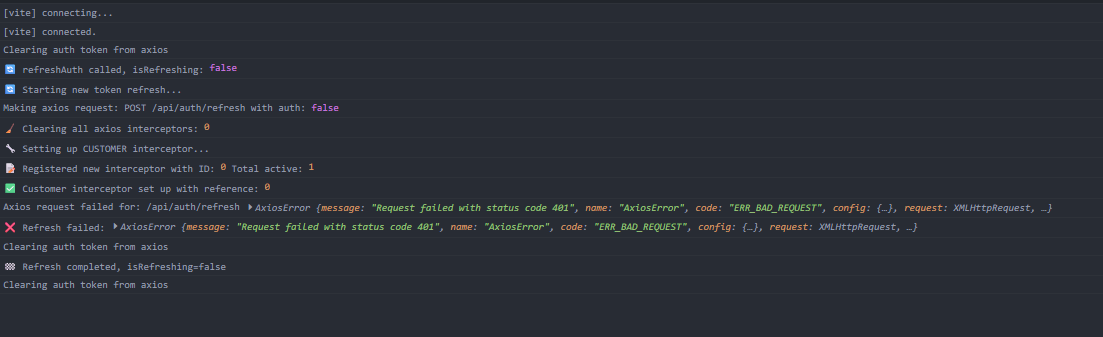 [vite] connecting...
[vite] connected.
Clearing auth token from axios
🔄 refreshAuth called, isRefreshing: false
🔄 Starting new token refresh...
Making axios request: POST /api/auth/refresh with auth: false
🧹 Clearing all axios interceptors: 0
🔧 Setting up CUSTOMER interceptor...
📝 Registered new interceptor with ID: 0 Total active: 1
✅ Customer interceptor set up with reference: 0
Axios request failed for: /api/auth/refresh ▶AxiosError {message: "Request failed with status code 401", name: "AxiosError", code: "ERR_BAD_REQUEST", config: {…}, request: XMLHttpRequest, …}
❌ Refresh failed: ▶AxiosError {message: "Request failed with status code 401", name: "AxiosError", code: "ERR_BAD_REQUEST", config: {…}, request: XMLHttpRequest, …}
Clearing auth token from axios
🏁 Refresh completed, isRefreshing=false
Clearing auth token from axios